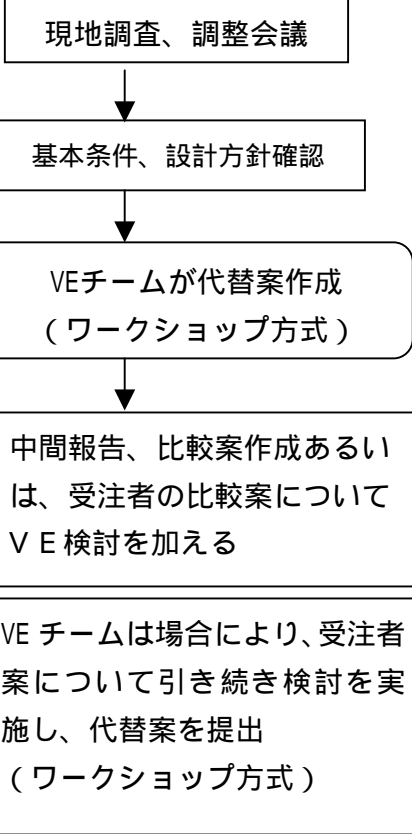 現地調査、調整会議
基本条件、設計方針確認
VEチームが代替案作成
（ワークショップ方式）
中間報告、比較案作成あるい
は、受注者の比較案について
ＶＥ検討を加える
VE チームは場合により、受注者
案について引き続き検討を実
施し、代替案を提出
（ワークショップ方式）